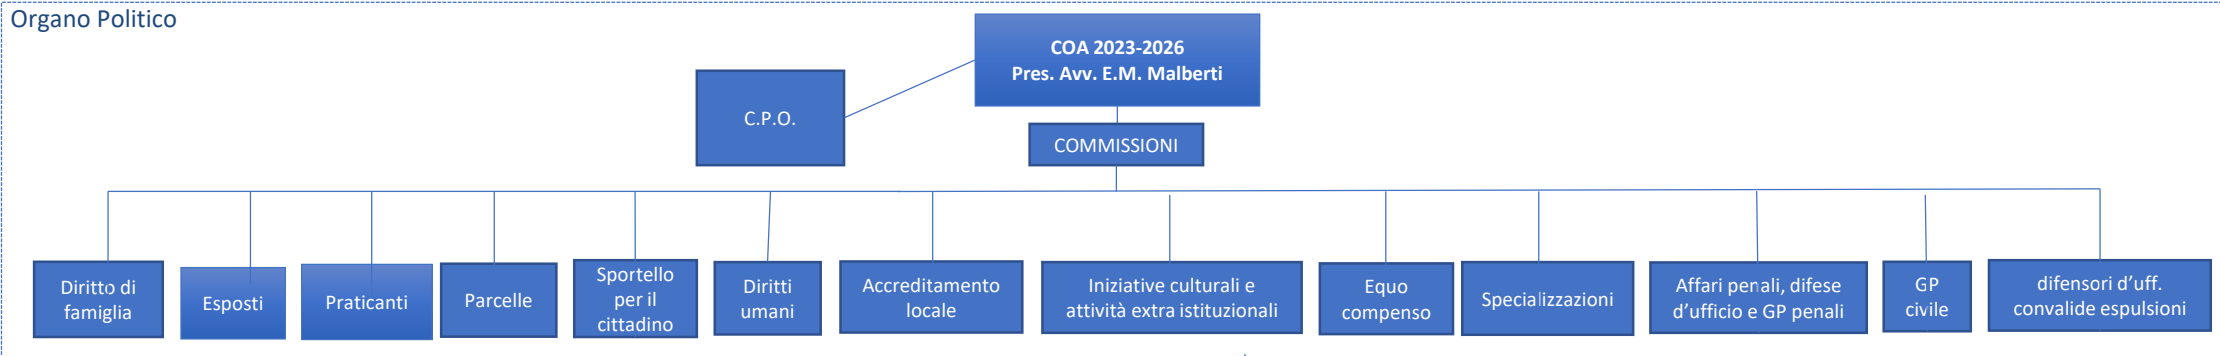 Organo Politico
COA 2023-2026
Pres. Avv. E.M. Malberti
C.P.O.
COMMISSIONI
Diritto di
famiglia
Esposti
Praticanti
Parcelle
Sportello
per il
cittadino
Diritti
umani
Accreditamento
locale
Iniziative culturali e
attività extra istituzionali
Equo
compenso
Specializzazioni
Affari penali, difese
d'ufficio e GP penali
GP
civile
difensori d'uff.
convalide espulsioni